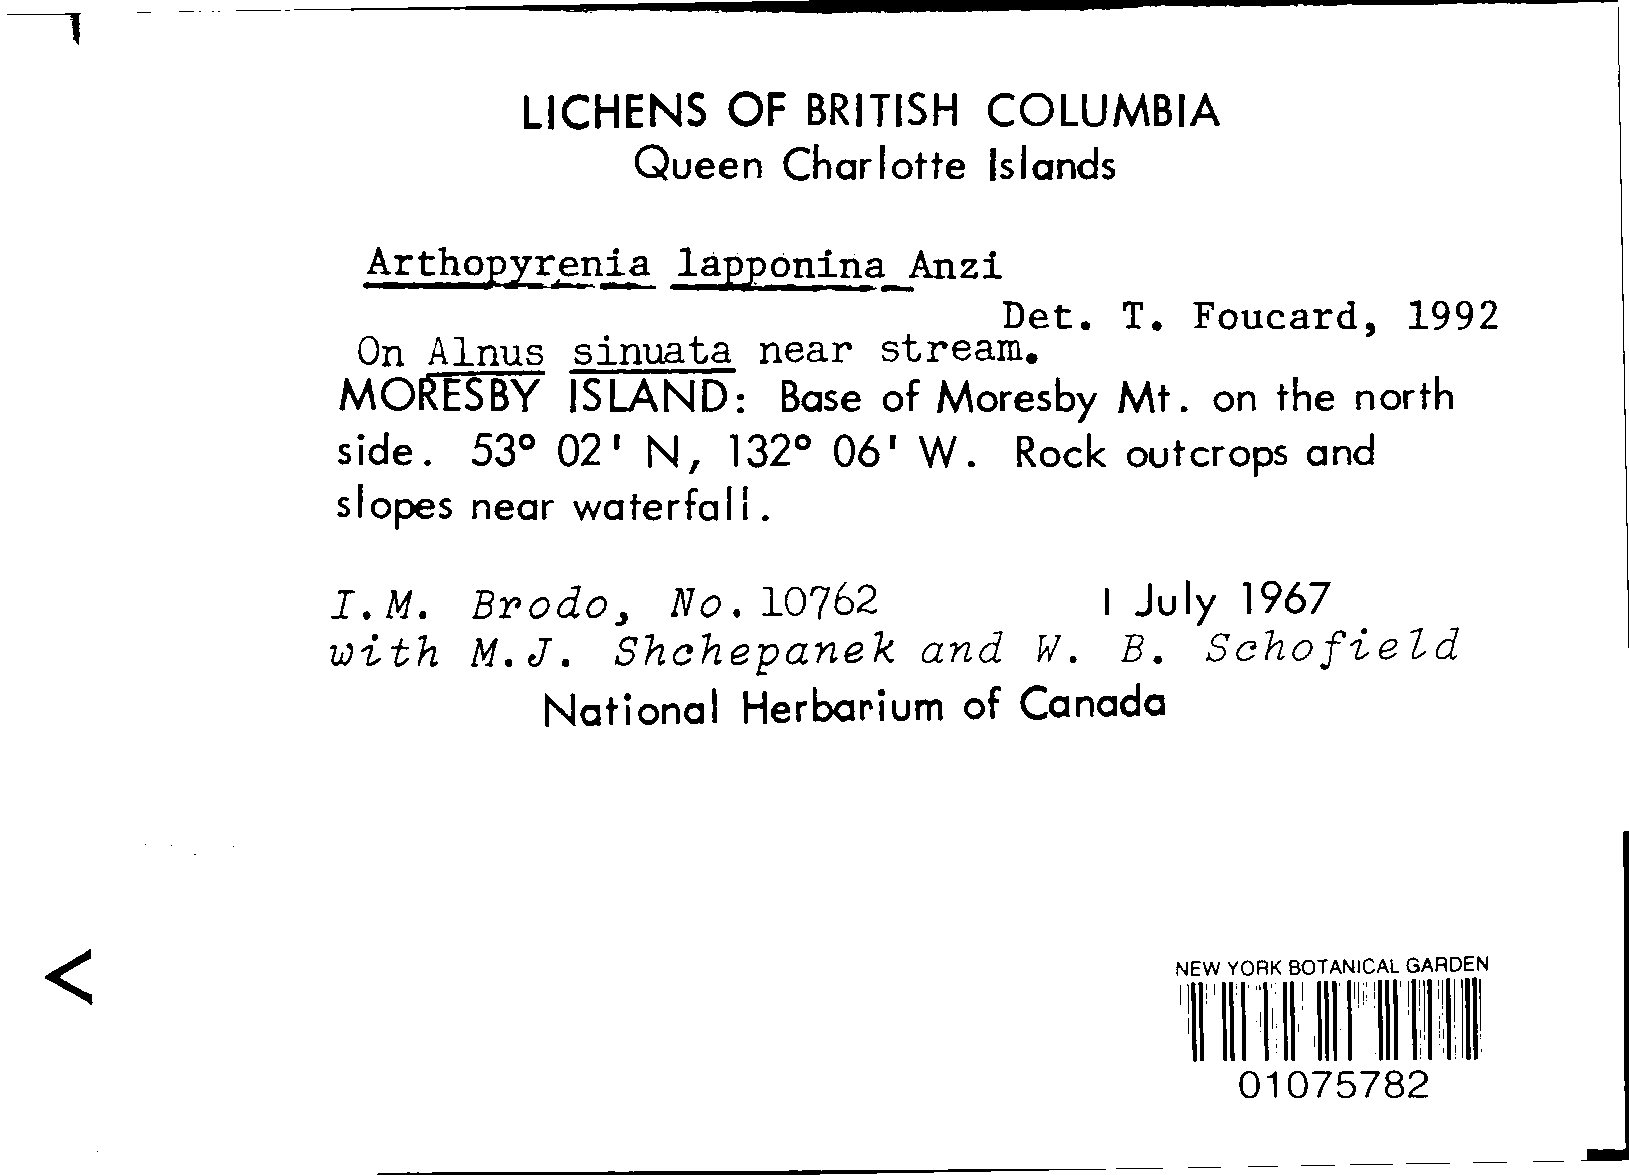 LICHENS OF BRITISH COLUMBIA
Queen Charlotte Islands
Arthopyrenia lapponina Anzi
Det. T. Foucard, 1992
On Alnus sinuata near stream.
MORESBY ISLAND: Base of Moresby Mt. on the north
side. 53° 02' N, 132° 06' W. Rock outcrops and
slopes near waterfall.
I.M. Brodo, No. 10762 1 July 1967
with M.J. Shchepanek and W. B. Schofield
National Herbarium of Canada
NEW YORK BOTANICAL GARDEN
01075782